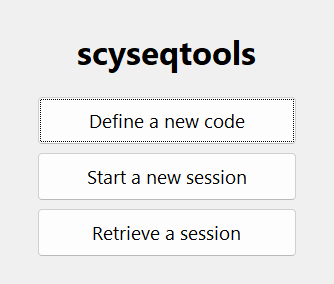 scyseqtools
Define a new code
Start a new session
Retrieve a session